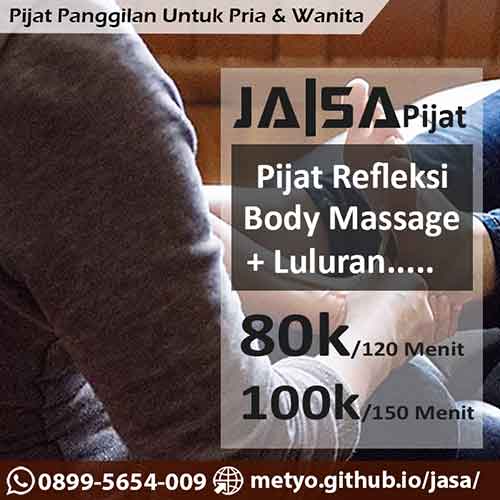 Pijat Panggilan Untuk Pria & Wanita
JA|SA Pijat
Pijat Refleksi
Body Massage
+ Luluran.....
80k/120 Menit
100k/150 Menit
0899-5654-009 metyo.github.io/jasa/